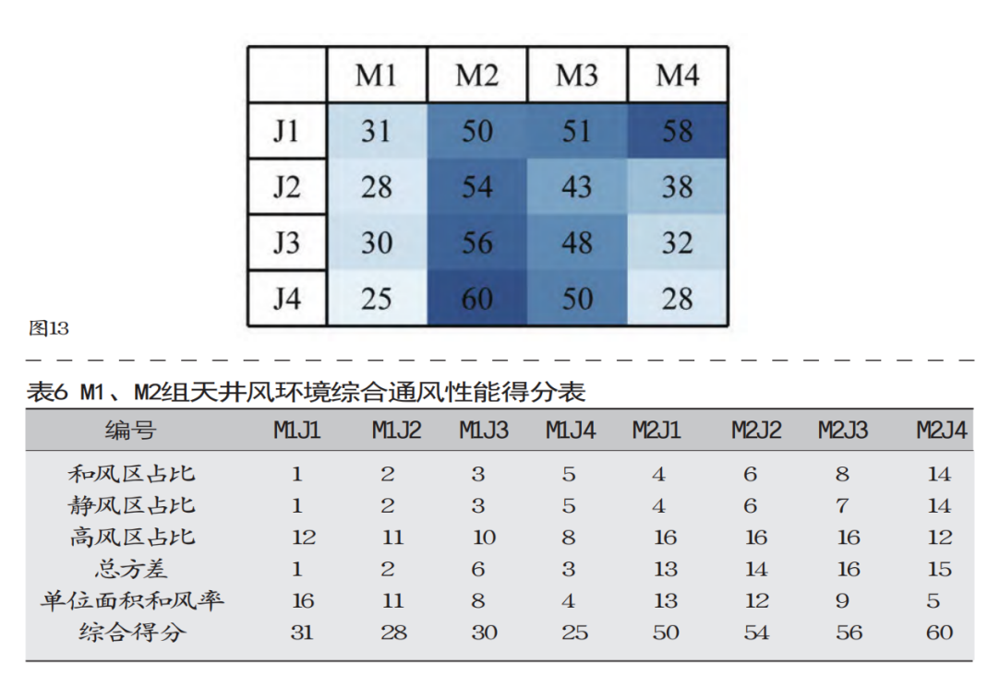 M1 M2 M3 M4
J1 31 50 51 58
J2 28 54 43 38
J3 30 56 48 32
J4 25 60 50 28
图13
表6 M1、M2组天井风环境综合通风性能得分表
编号 M1J1 M1J2 M1J3 M1J4 M2J1 M2J2 M2J3 M2J4
和风区占比 1 2 3 5 4 6 8 14
静风区占比 1 2 3 5 4 6 7 14
高风区占比 12 11 10 8 16 16 16 12
总方差 1 2 6 3 13 14 16 15
单位面积和风率 16 11 8 4 13 12 9 5
综合得分 31 28 30 25 50 54 56 60